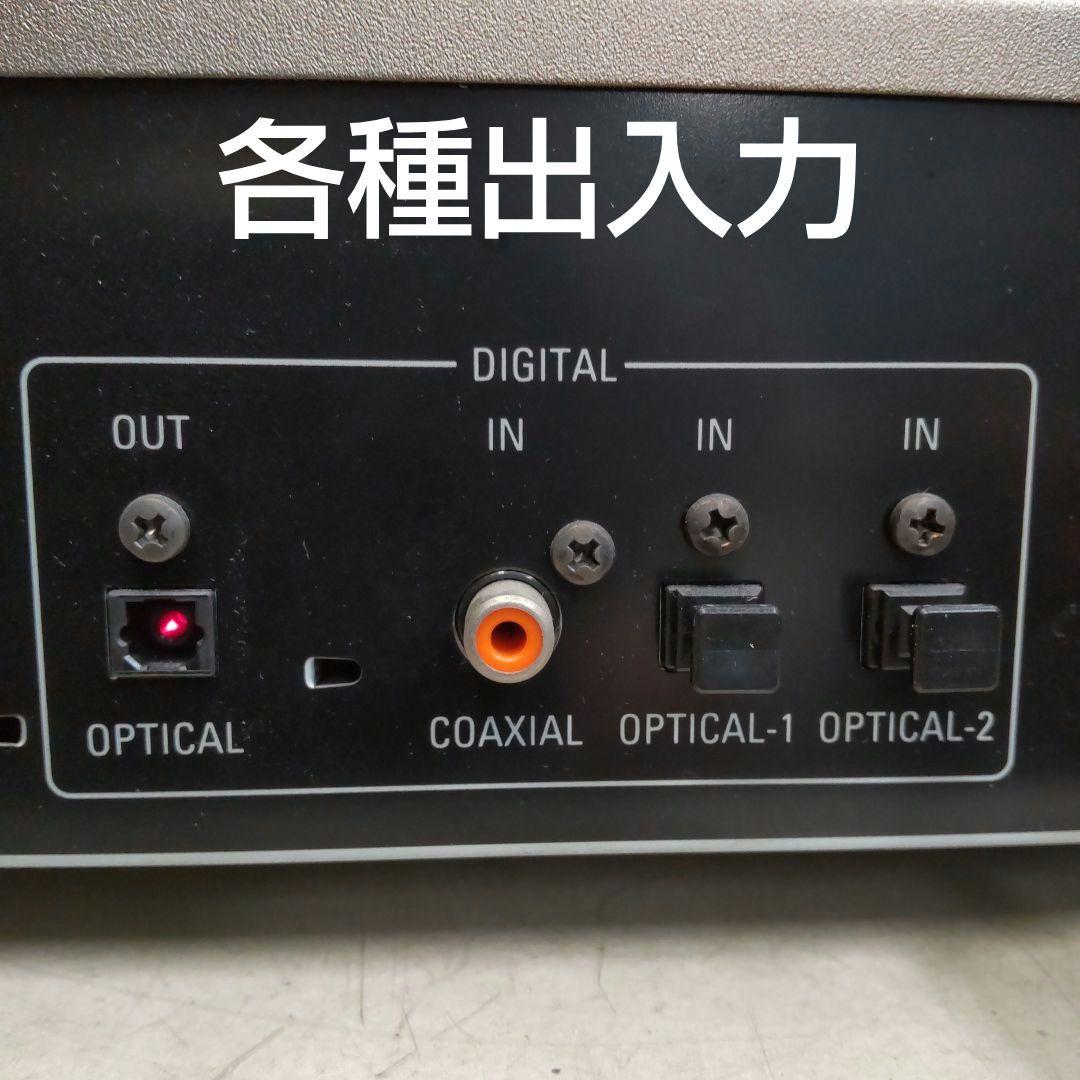 各種出入力
DIGITAL
OUT IN IN IN
OPTICAL COAXIAL OPTICAL-1 OPTICAL-2